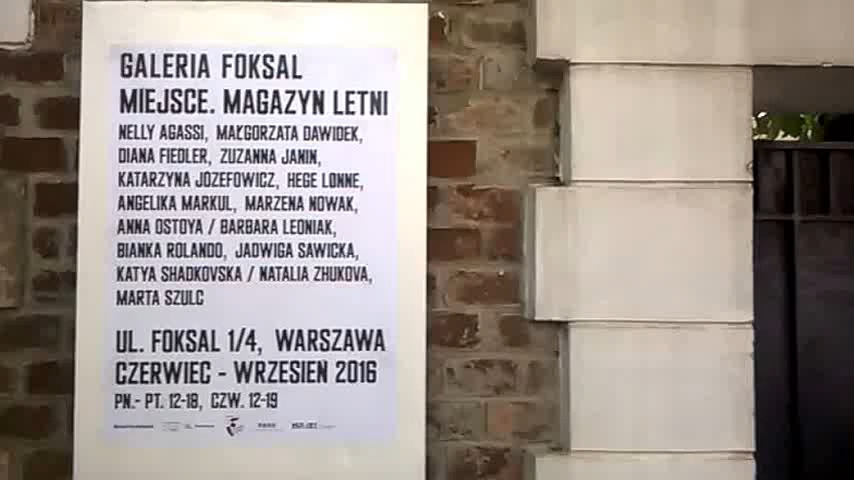 GALERIA FOKSAL
MIEJSCE. MAGAZYN LETNI
NELLY AGASSI, MAŁGORZATA DAWIDEK,
DIANA FIEDLER, ZUZANNA JANIN,
KATARZYNA JÓZEFOWICZ, HEGE LØNNE,
ANGELIKA MARKUL, MARZENA NOWAK,
ANNA OSTOYA / BARBARA LEONIAK,
BIANKA ROLANDO, JADWIGA SAWICKA,
KATYA SHADKOVSKA / NATALIA ZHUKOVA,
MARTA SZULC
UL. FOKSAL 1/4, WARSZAWA
CZERWIEC - WRZESIEŃ 2016
PN.- PT. 12-18, CZW. 12-19